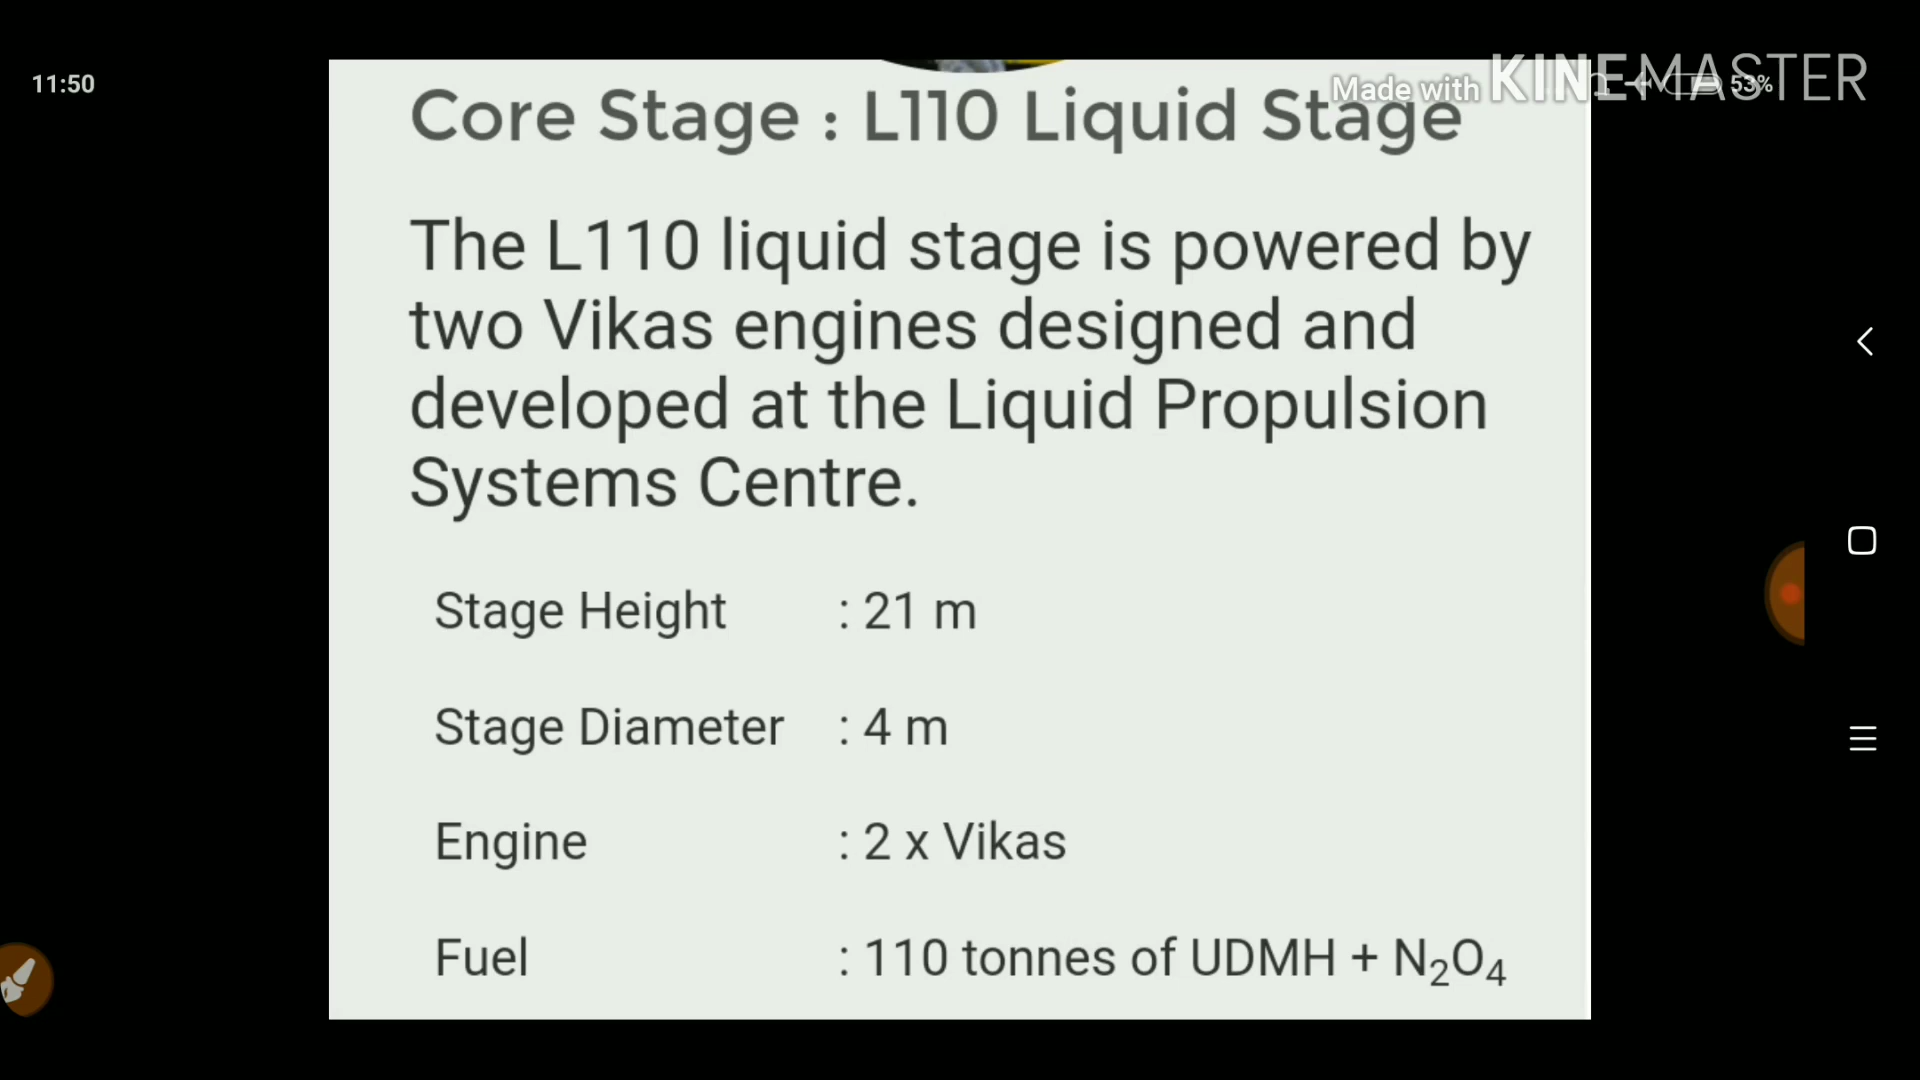 11:50
Made with KINEMASTER
53%
Core Stage : L110 Liquid Stage
The L110 liquid stage is powered by
two Vikas engines designed and
developed at the Liquid Propulsion
Systems Centre.
Stage Height : 21 m
Stage Diameter : 4 m
Engine : 2 x Vikas
Fuel : 110 tonnes of UDMH + N₂O₄